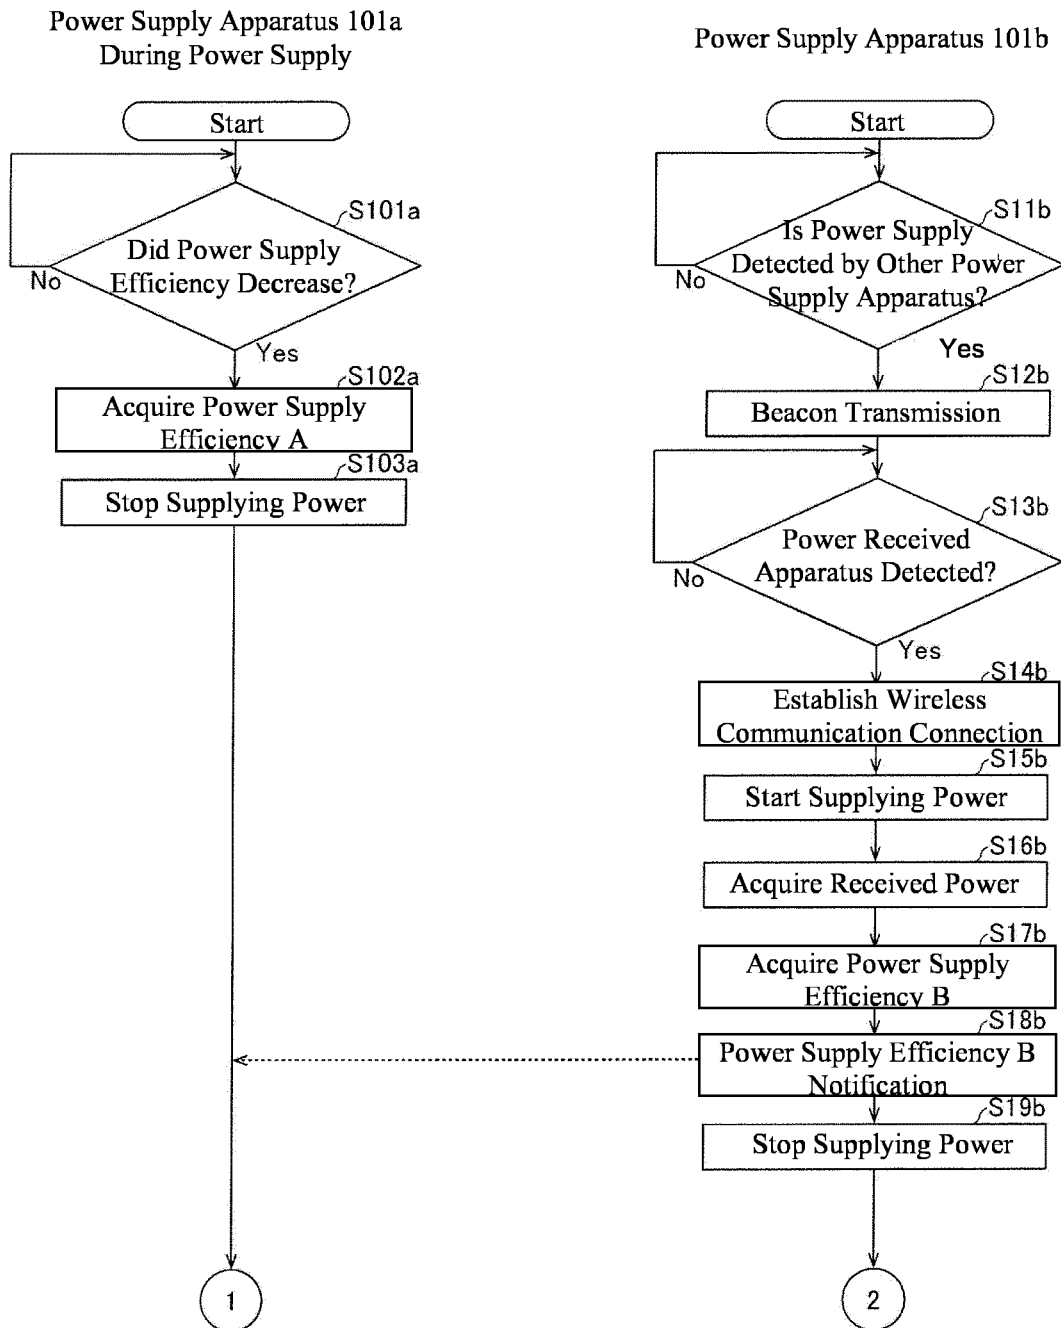 Power Supply Apparatus 101a
During Power Supply
Start
S101a
Did Power Supply
Efficiency Decrease?
No
Yes
S102a
Acquire Power Supply
Efficiency A
S103a
Stop Supplying Power
1
Power Supply Apparatus 101b
Start
S11b
Is Power Supply
Detected by Other Power
Supply Apparatus?
No
Yes
S12b
Beacon Transmission
S13b
Power Received
Apparatus Detected?
No
Yes
S14b
Establish Wireless
Communication Connection
S15b
Start Supplying Power
S16b
Acquire Received Power
S17b
Acquire Power Supply
Efficiency B
S18b
Power Supply Efficiency B
Notification
S19b
Stop Supplying Power
2